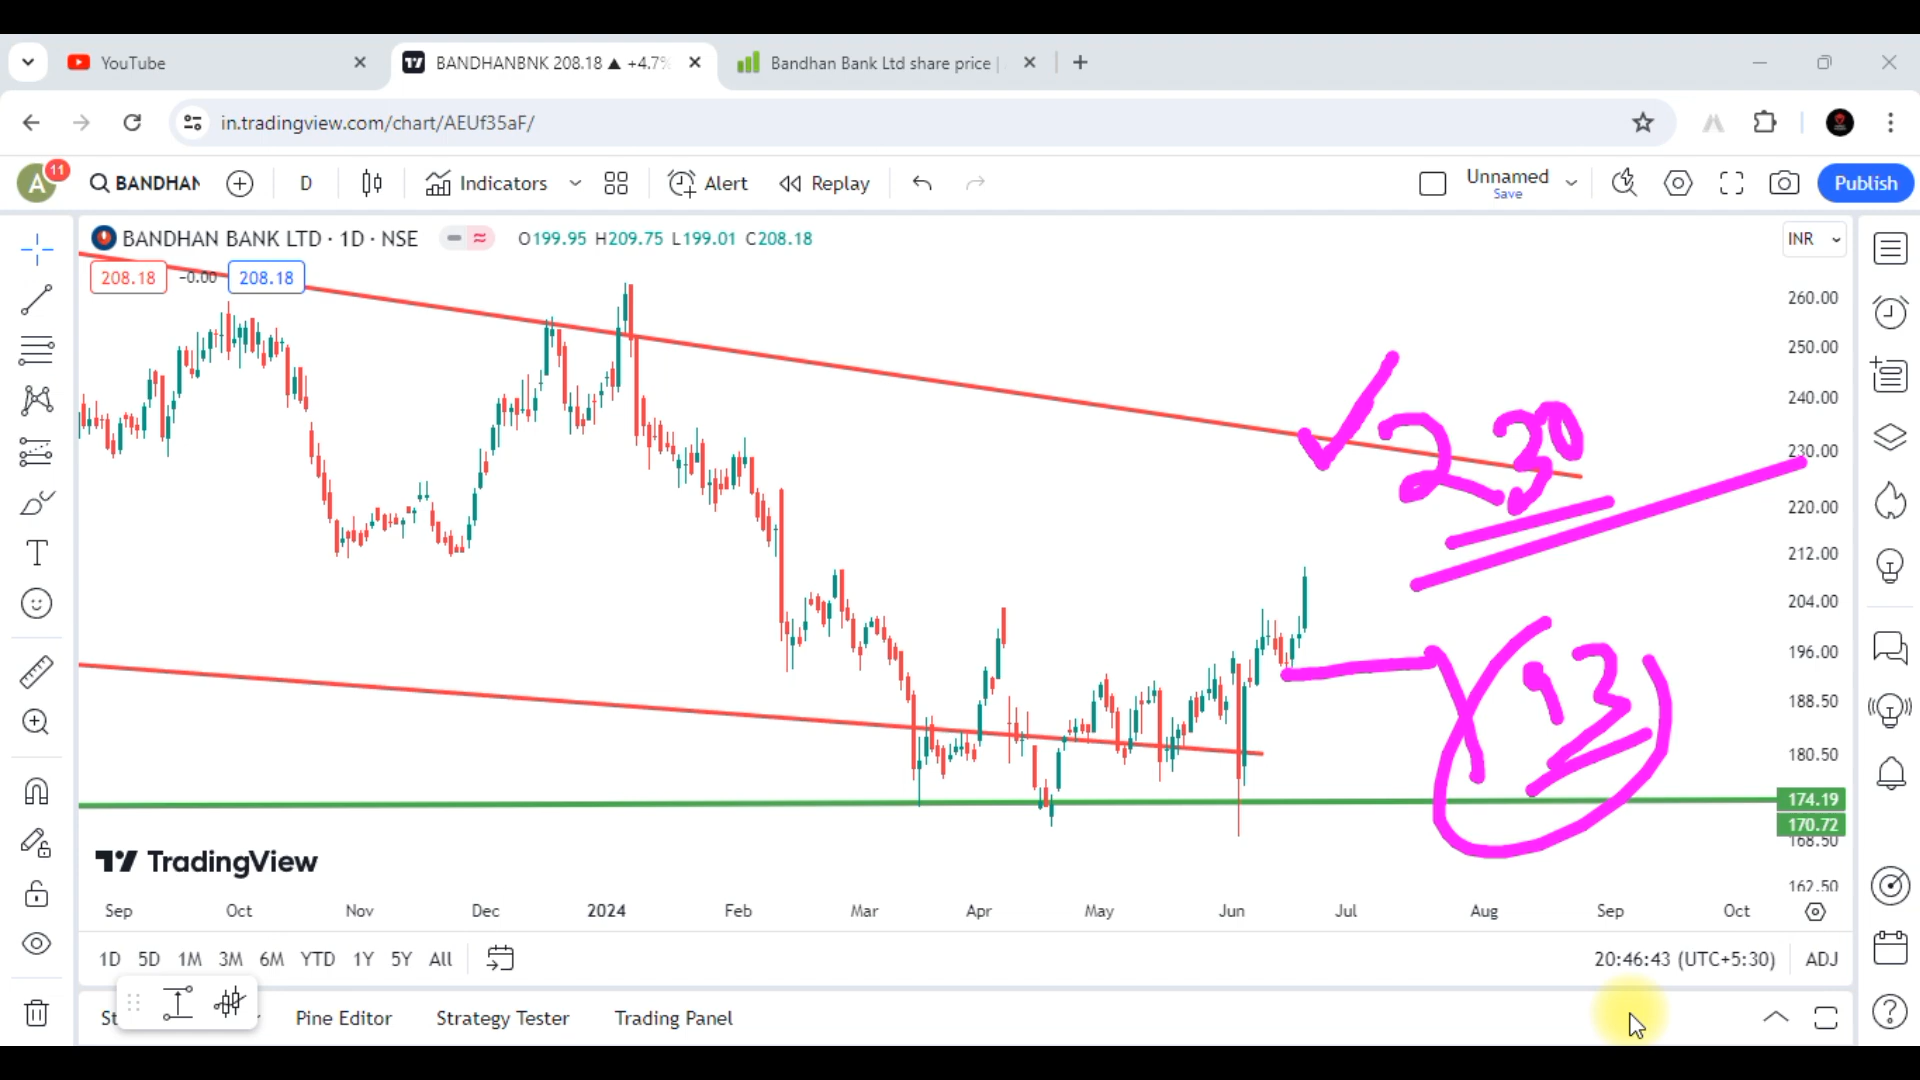 YouTube
BANDHANBNK 208.18 ▲ +4.7%
Bandhan Bank Ltd share price |
in.tradingview.com/chart/AEUf35aF/
A
11
BANDHAN
D
Indicators
Alert
Replay
Unnamed
Save
Publish
BANDHAN BANK LTD · 1D · NSE
O199.95 H209.75 L199.01 C208.18
INR
208.18
−0.00
208.18
260.00
250.00
240.00
230.00
220.00
212.00
204.00
196.00
188.50
180.50
174.19
170.72
168.50
162.50
230
TradingView
Sep Oct Nov Dec 2024 Feb Mar Apr May Jun Jul Aug Sep Oct
1D 5D 1M 3M 6M YTD 1Y 5Y All
20:46:43 (UTC+5:30)
ADJ
Pine Editor
Strategy Tester
Trading Panel